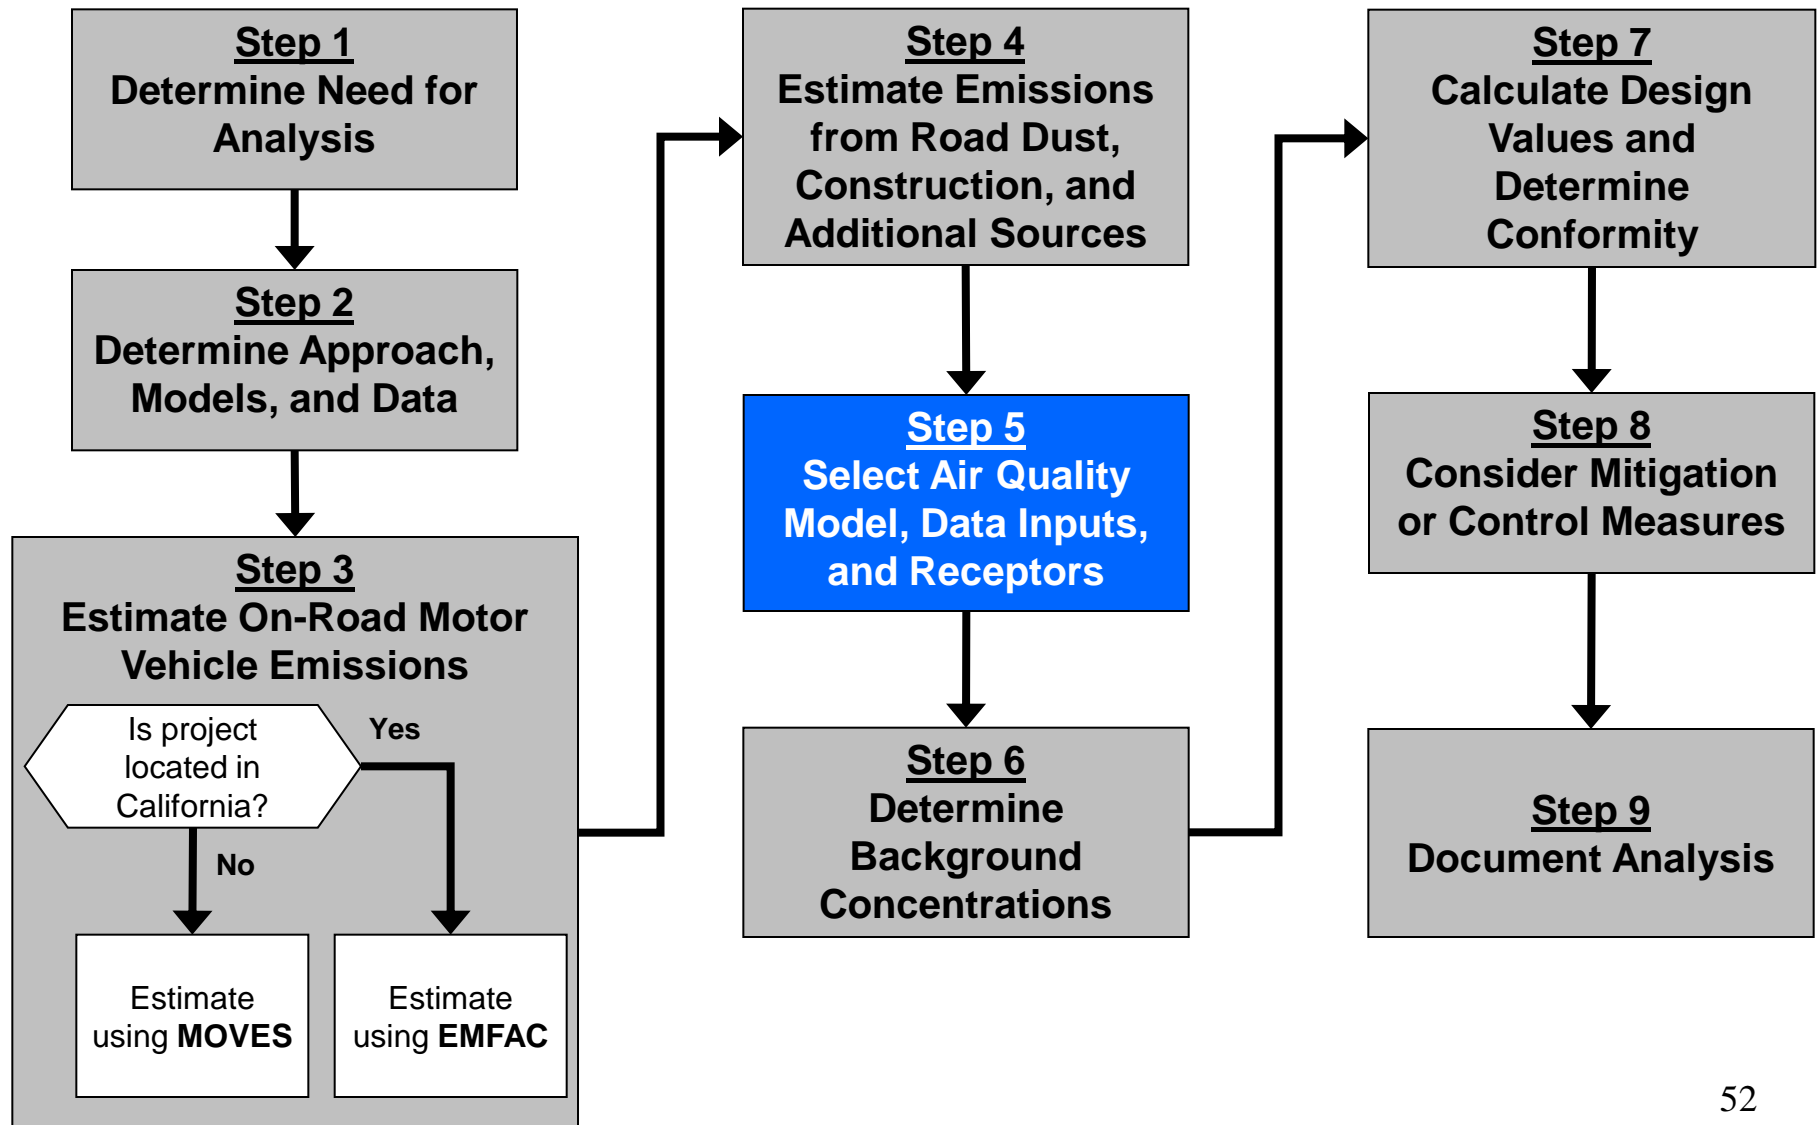 Step 1
Determine Need for
Analysis
Step 2
Determine Approach,
Models, and Data
Step 3
Estimate On-Road Motor
Vehicle Emissions
Is project
located in
California?
Yes
No
Estimate
using MOVES
Estimate
using EMFAC
Step 4
Estimate Emissions
from Road Dust,
Construction, and
Additional Sources
Step 5
Select Air Quality
Model, Data Inputs,
and Receptors
Step 6
Determine
Background
Concentrations
Step 7
Calculate Design
Values and
Determine
Conformity
Step 8
Consider Mitigation
or Control Measures
Step 9
Document Analysis
52